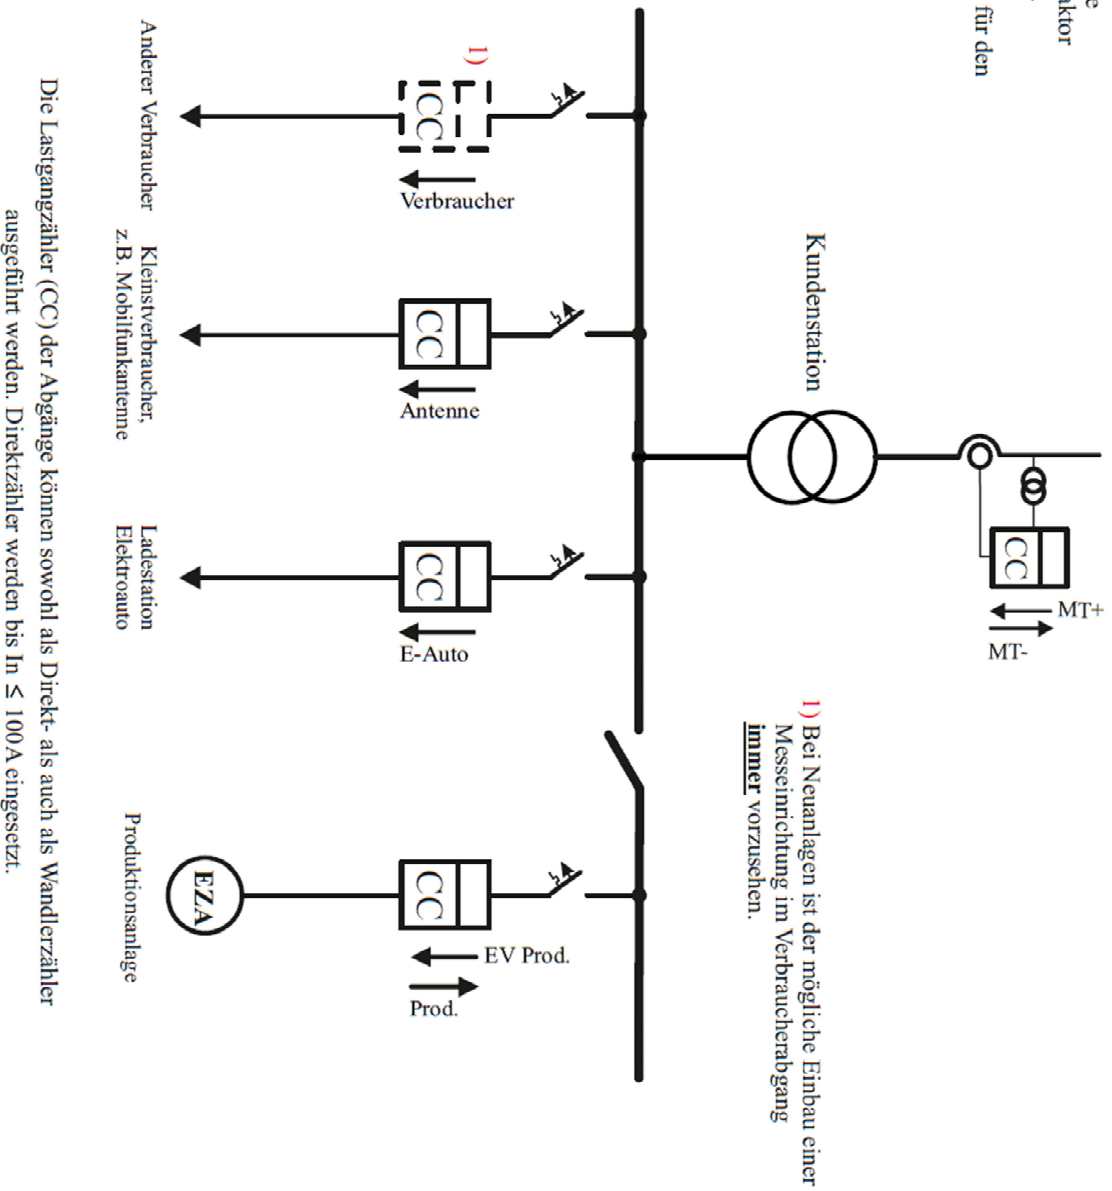 e
aktor
für den
MT+
MT-
CC
Kundenstation
1) Bei Neuanlagen ist der mögliche Einbau einer
Messeinrichtung im Verbraucherabgang
immer vorzusehen.
1)
CC
Verbraucher
CC
Antenne
CC
E-Auto
CC
EV Prod.
Prod.
Anderer Verbraucher
Kleinstverbraucher,
z.B. Mobilfunkantenne
Ladestation
Elektroauto
EZA
Produktionsanlage
Die Lastgangzähler (CC) der Abgänge können sowohl als Direkt- als auch als Wandlerzähler
ausgeführt werden. Direktzähler werden bis In ≤ 100A eingesetzt.